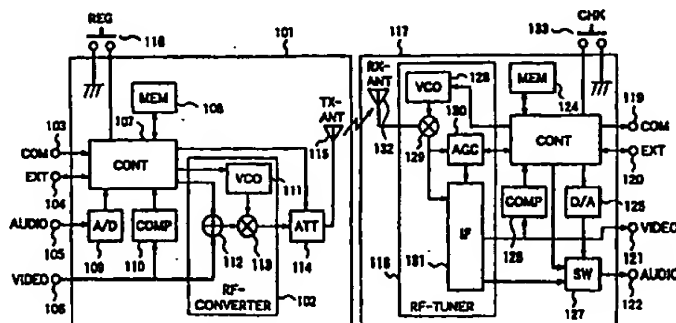 REG
118
101
103
COM
EXT
104
AUDIO
105
VIDEO
106
107
CONT
MEM
108
A/D
109
COMP
110
VCO
111
112
113
ATT
114
TX-
ANT
115
RF-
CONVERTER
102
117
CHK
133
RX-
ANT
132
VCO
128
129
130
AGC
IF
131
116
RF-TUNER
MEM
124
CONT
COMP
D/A
125
SW
127
119
COM
EXT
120
VIDEO
121
AUDIO
122